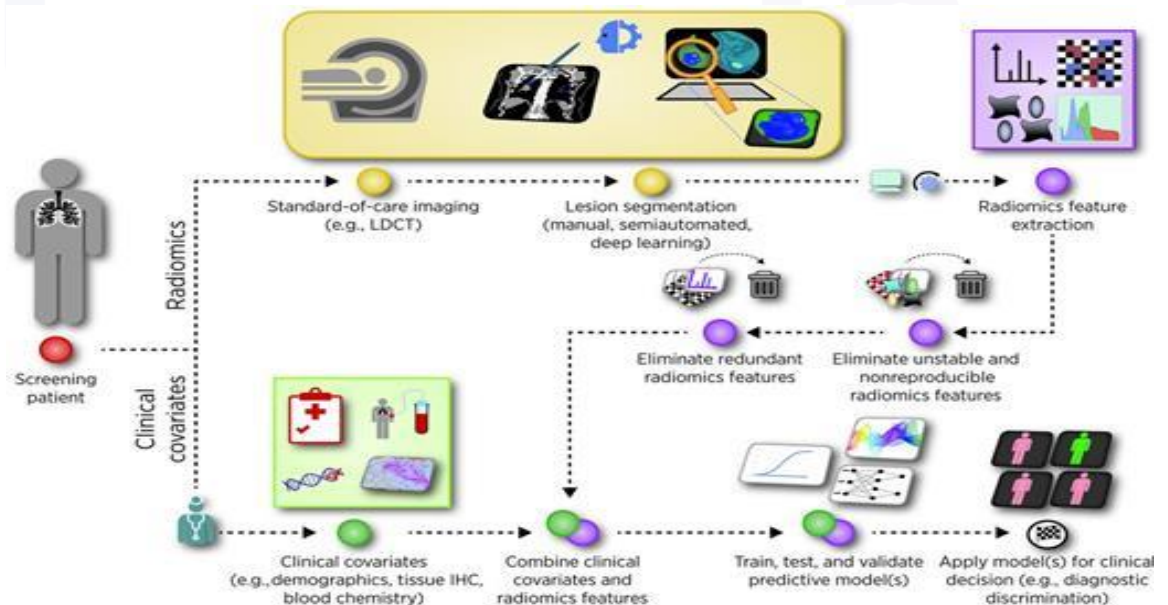 Standard-of-care imaging
(e.g., LDCT)
Lesion segmentation
(manual, semiautomated,
deep learning)
Radiomics feature
extraction
Radiomics
Screening
patient
Clinical
covariates
Eliminate redundant
radiomics features
Eliminate unstable and
nonreproducible
radiomics features
Clinical covariates
(e.g.,demographics, tissue IHC,
blood chemistry)
Combine clinical
covariates and
radiomics features
Train, test, and validate
predictive model(s)
Apply model(s) for clinical
decision (e.g., diagnostic
discrimination)